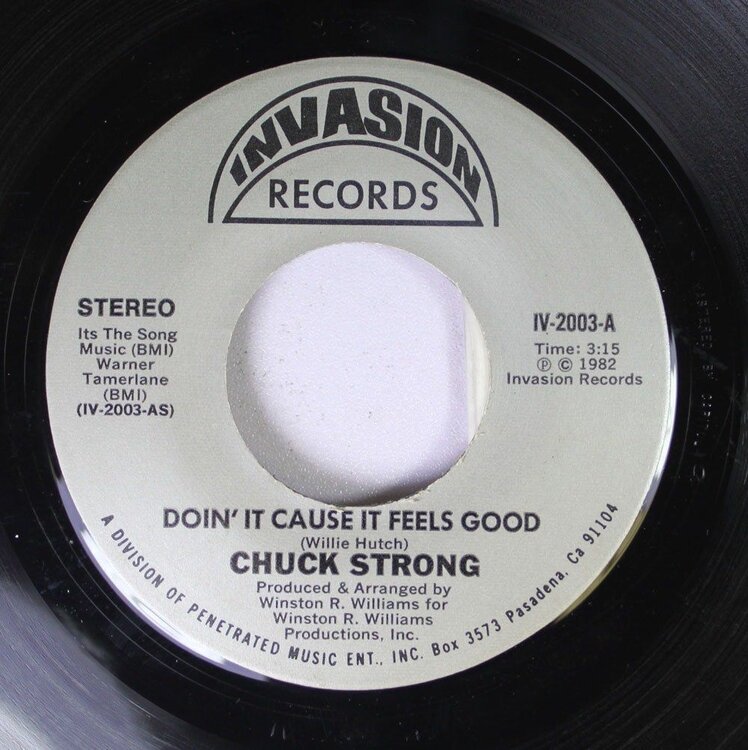 INVASION
RECORDS
STEREO
Its The Song
Music (BMI)
Warner
Tamerlane
(BMI)
(IV-2003-AS)
IV-2003-A
Time: 3:15
℗ © 1982
Invasion Records
DOIN' IT CAUSE IT FEELS GOOD
(Willie Hutch)
CHUCK STRONG
Produced & Arranged by
Winston R. Williams for
Winston R. Williams
Productions, Inc.
A DIVISION OF PENETRATED MUSIC ENT., INC. Box 3573 Pasadena, Ca 91104